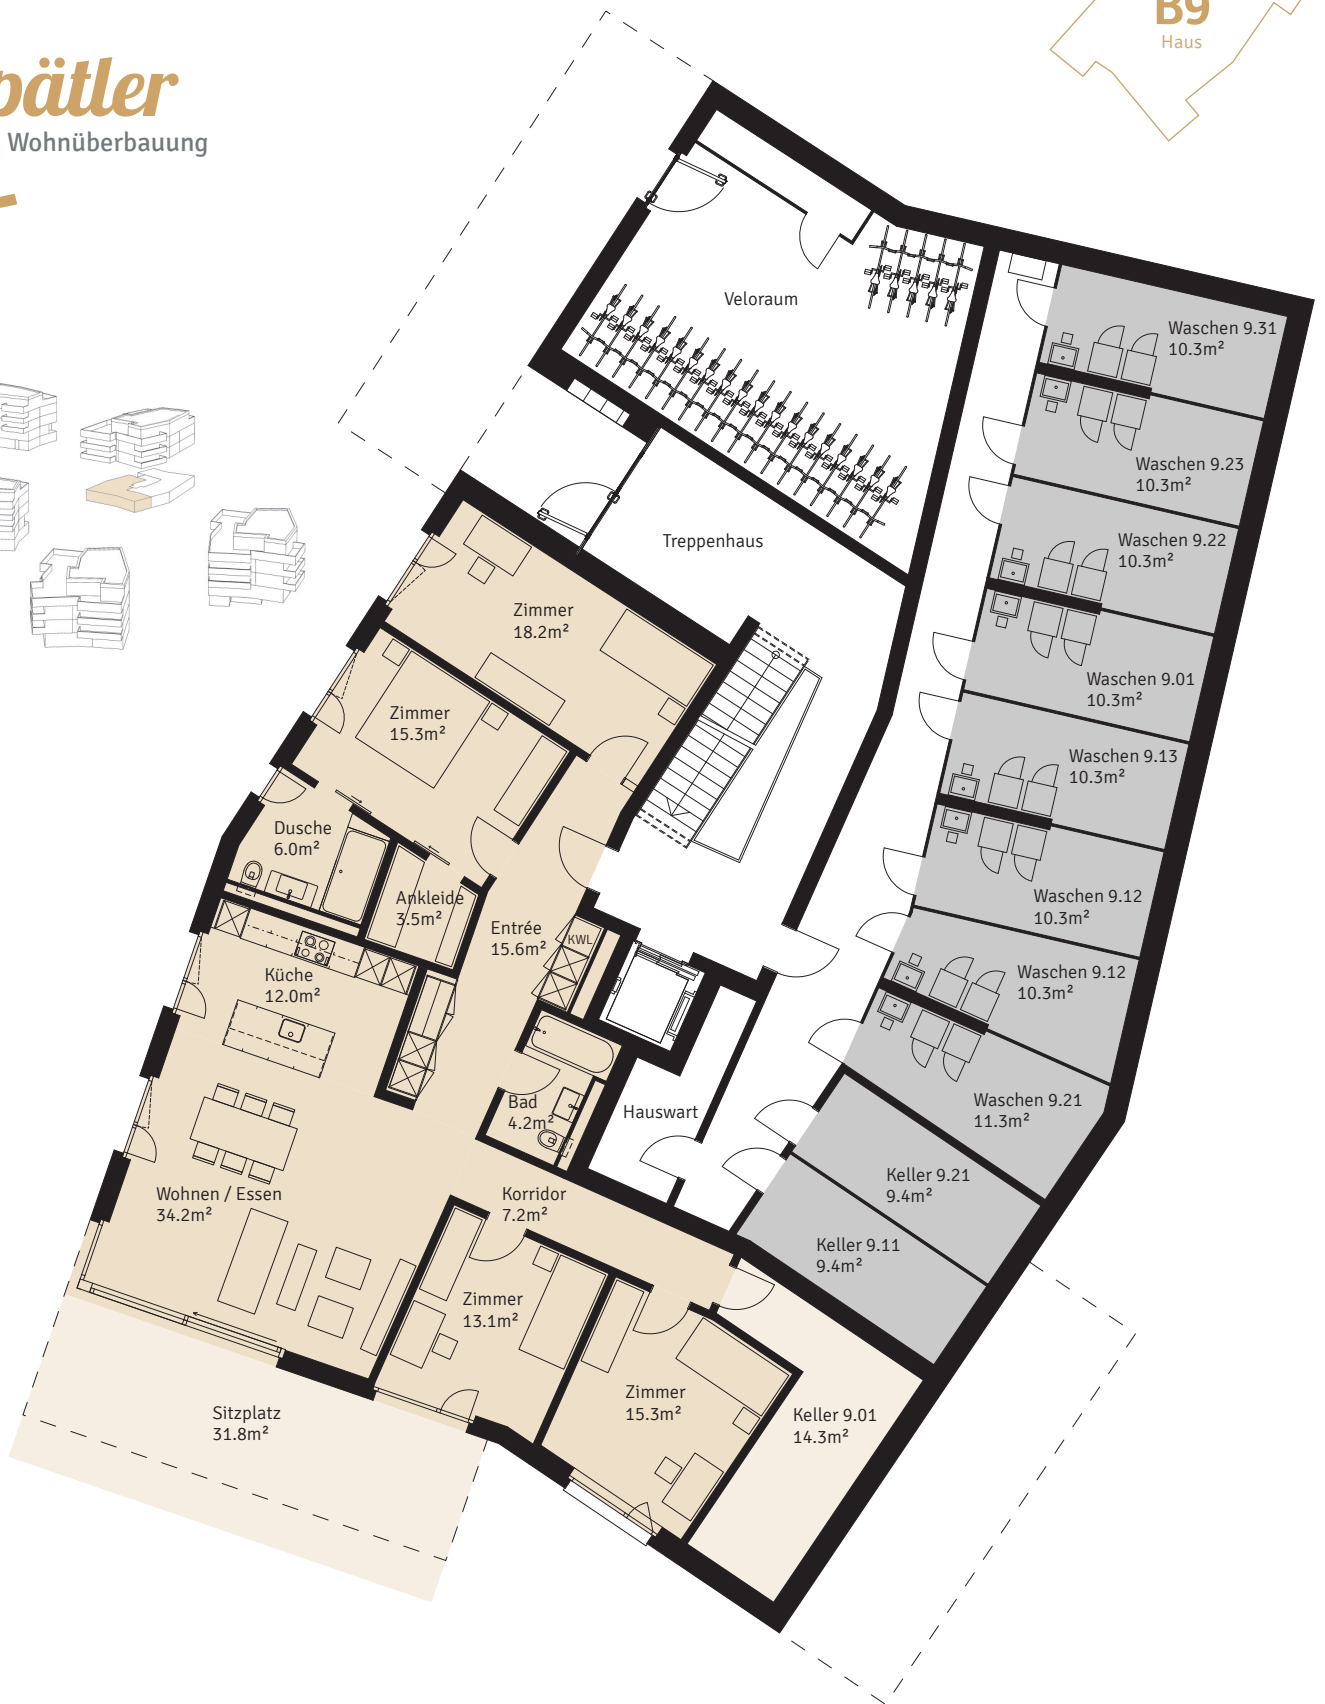 B9
Haus
pätler
Wohnüberbauung
Veloraum
Waschen 9.31
10.3m²
Waschen 9.23
10.3m²
Treppenhaus
Waschen 9.22
10.3m²
Zimmer
18.2m²
Waschen 9.01
10.3m²
Zimmer
15.3m²
Waschen 9.13
10.3m²
Dusche
6.0m²
Ankleide
3.5m²
Waschen 9.12
10.3m²
Entrée
15.6m²
KWL
Küche
12.0m²
Waschen 9.12
10.3m²
Bad
4.2m²
Hauswart
Waschen 9.21
11.3m²
Wohnen / Essen
34.2m²
Korridor
7.2m²
Keller 9.21
9.4m²
Keller 9.11
9.4m²
Zimmer
13.1m²
Zimmer
15.3m²
Sitzplatz
31.8m²
Keller 9.01
14.3m²